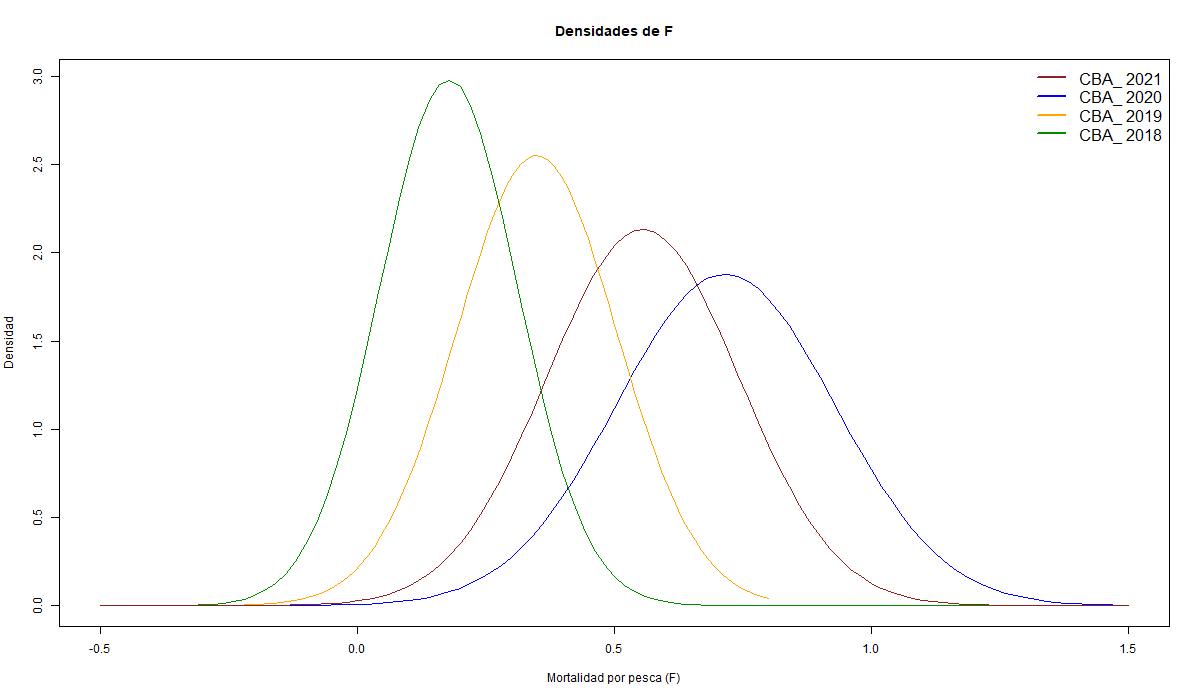 Densidades de F
CBA_ 2021
CBA_ 2020
CBA_ 2019
CBA_ 2018
Densidad
3.0
2.5
2.0
1.5
1.0
0.5
0.0
-0.5 0.0 0.5 1.0 1.5
Mortalidad por pesca (F)